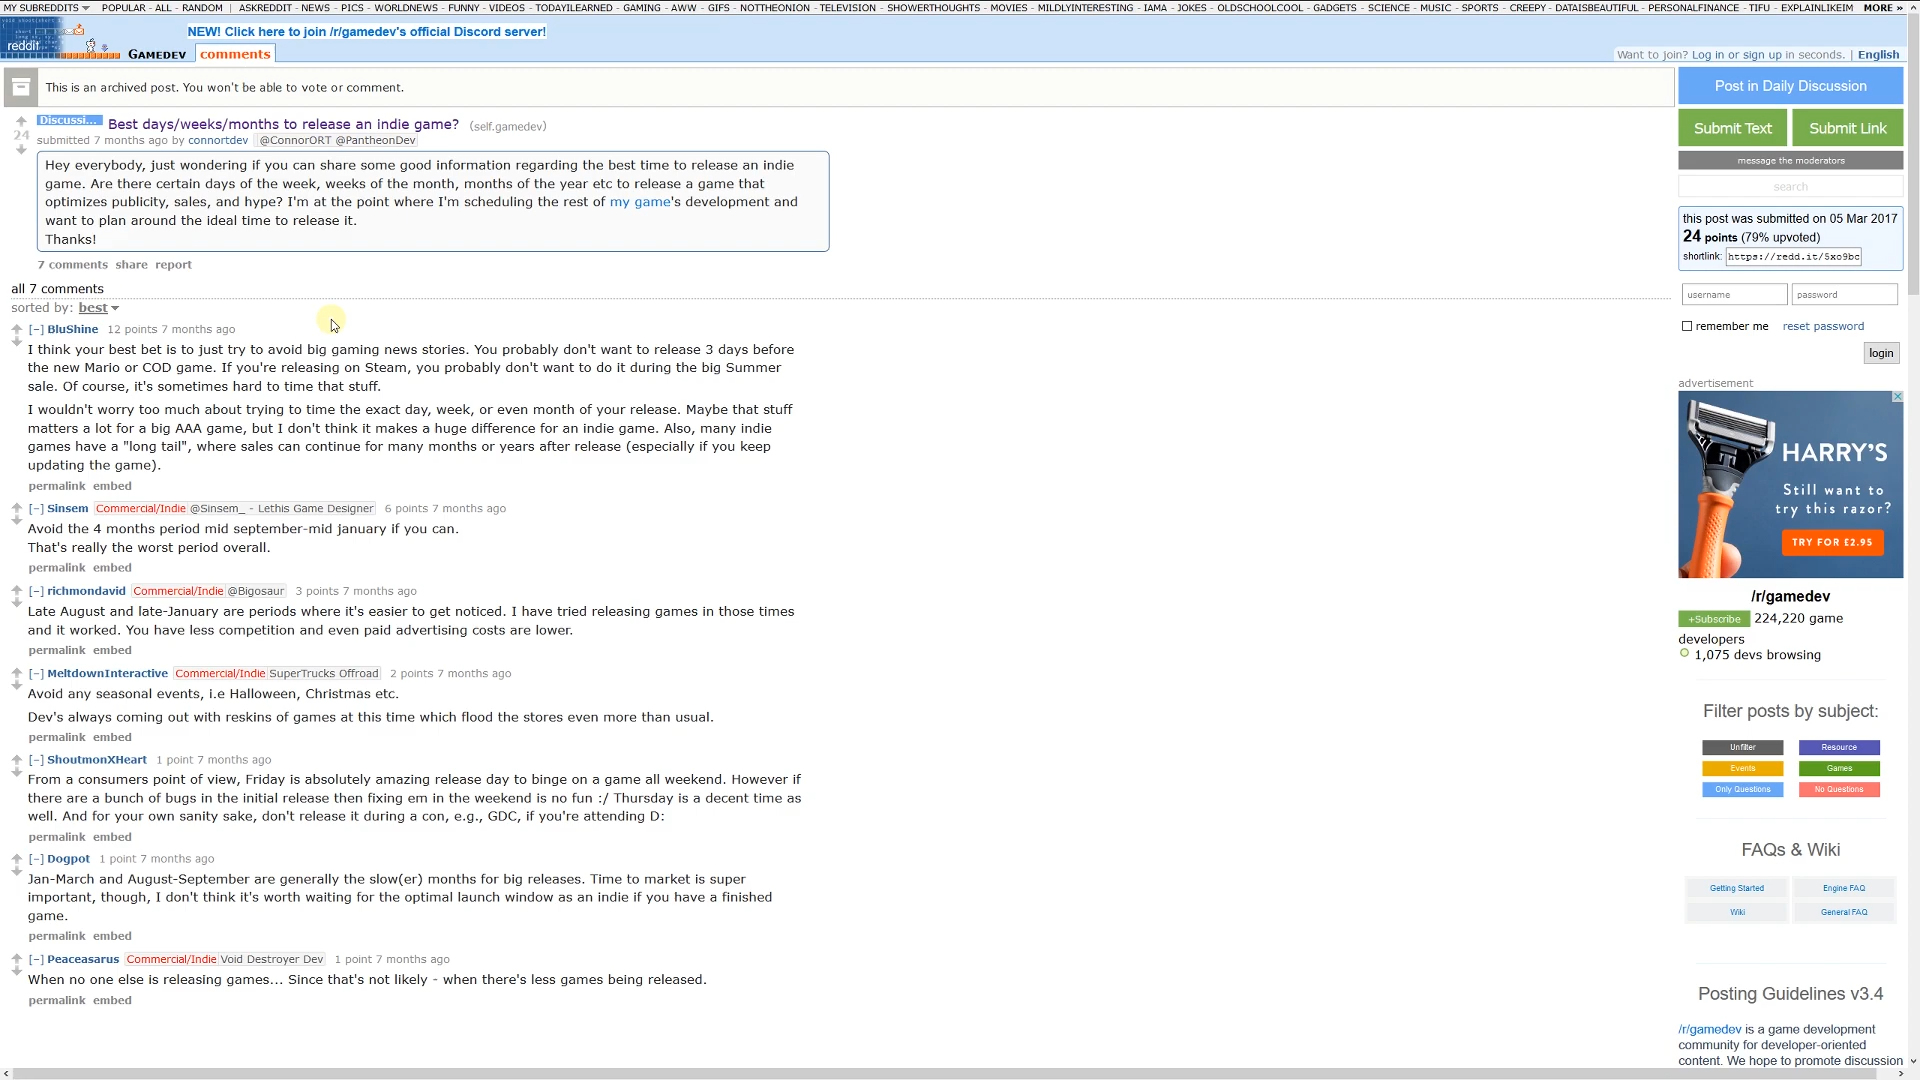 MY SUBREDDITS POPULAR - ALL - RANDOM | ASKREDDIT - NEWS - PICS - WORLDNEWS - FUNNY - VIDEOS - TODAYILEARNED - GAMING - AWW - GIFS - NOTTHEONION - TELEVISION - SHOWERTHOUGHTS - MOVIES - MILDLYINTERESTING - IAMA - JOKES - OLDSCHOOLCOOL - GADGETS - SCIENCE - MUSIC - SPORTS - CREEPY - DATAISBEAUTIFUL - PERSONALFINANCE - TIFU - EXPLAINLIKEIM MORE »
NEW! Click here to join /r/gamedev's official Discord server!
reddit GAMEDEV comments
Want to join? Log in or sign up in seconds. | English
This is an archived post. You won't be able to vote or comment.
24
Discussi... Best days/weeks/months to release an indie game? (self.gamedev)
submitted 7 months ago by connortdev @ConnorORT @PantheonDev
Hey everybody, just wondering if you can share some good information regarding the best time to release an indie
game. Are there certain days of the week, weeks of the month, months of the year etc to release a game that
optimizes publicity, sales, and hype? I'm at the point where I'm scheduling the rest of my game's development and
want to plan around the ideal time to release it.
Thanks!
7 comments share report
all 7 comments
sorted by: best
[–] BluShine 12 points 7 months ago
I think your best bet is to just try to avoid big gaming news stories. You probably don't want to release 3 days before
the new Mario or COD game. If you're releasing on Steam, you probably don't want to do it during the big Summer
sale. Of course, it's sometimes hard to time that stuff.
I wouldn't worry too much about trying to time the exact day, week, or even month of your release. Maybe that stuff
matters a lot for a big AAA game, but I don't think it makes a huge difference for an indie game. Also, many indie
games have a "long tail", where sales can continue for many months or years after release (especially if you keep
updating the game).
permalink embed
[–] Sinsem Commercial/Indie @Sinsem_ - Lethis Game Designer 6 points 7 months ago
Avoid the 4 months period mid september-mid january if you can.
That's really the worst period overall.
permalink embed
[–] richmondavid Commercial/Indie @Bigosaur 3 points 7 months ago
Late August and late-January are periods where it's easier to get noticed. I have tried releasing games in those times
and it worked. You have less competition and even paid advertising costs are lower.
permalink embed
[–] MeltdownInteractive Commercial/Indie SuperTrucks Offroad 2 points 7 months ago
Avoid any seasonal events, i.e Halloween, Christmas etc.
Dev's always coming out with reskins of games at this time which flood the stores even more than usual.
permalink embed
[–] ShoutmonXHeart 1 point 7 months ago
From a consumers point of view, Friday is absolutely amazing release day to binge on a game all weekend. However if
there are a bunch of bugs in the initial release then fixing em in the weekend is no fun :/ Thursday is a decent time as
well. And for your own sanity sake, don't release it during a con, e.g., GDC, if you're attending D:
permalink embed
[–] Dogpot 1 point 7 months ago
Jan-March and August-September are generally the slow(er) months for big releases. Time to market is super
important, though, I don't think it's worth waiting for the optimal launch window as an indie if you have a finished
game.
permalink embed
[–] Peaceasarus Commercial/Indie Void Destroyer Dev 1 point 7 months ago
When no one else is releasing games... Since that's not likely - when there's less games being released.
permalink embed
Post in Daily Discussion
Submit Text Submit Link
message the moderators
search
this post was submitted on 05 Mar 2017
24 points (79% upvoted)
shortlink: https://redd.it/5xo9bc
username password
remember me reset password
login
advertisement
HARRY'S
Still want to
try this razor?
TRY FOR £2.95
/r/gamedev
+Subscribe 224,220 game
developers
1,075 devs browsing
Filter posts by subject:
Unfilter Resource
Events Games
Only Questions No Questions
FAQs & Wiki
Getting Started Engine FAQ
Wiki General FAQ
Posting Guidelines v3.4
/r/gamedev is a game development
community for developer-oriented
content. We hope to promote discussion